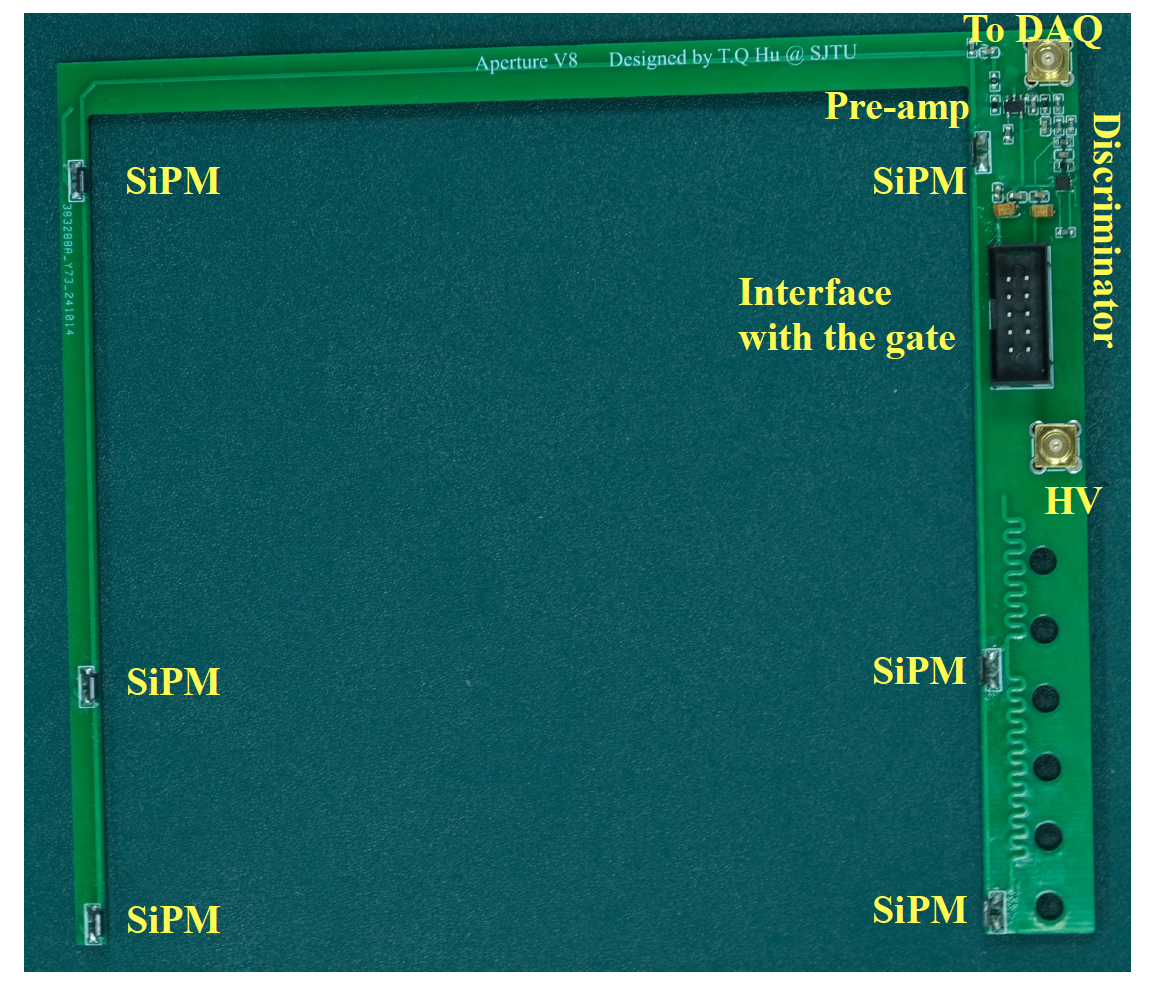 To DAQ
Aperture V8 Designed by T.Q Hu @ SJTU
Pre-amp
Discriminator
SiPM
SiPM
383288A_Y73_241014
Interface
with the gate
HV
SiPM
SiPM
SiPM
SiPM